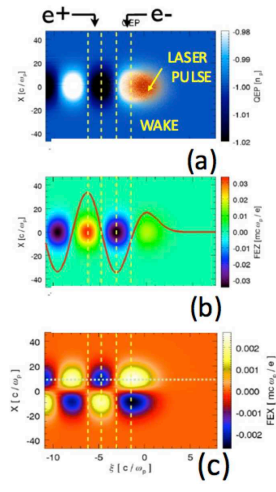 e+ e-
QEP
X [ c / ωp ]
40
20
0
-20
-40
LASER
PULSE
WAKE
-0.98
-0.99
-1.00
-1.01
-1.02
QEP [ n p ]
(a)
X [ c / ωp ]
40
20
0
-20
-40
0.03
0.02
0.01
0.00
-0.01
-0.02
-0.03
FEZ [ mc ωp / e ]
(b)
X [ c / ωp ]
40
20
0
-20
-40
-10 -5 0 5
ξ [ c / ωp ]
0.002
0.001
0.000
-0.001
-0.002
FEX [ mc ωp / e ]
(c)